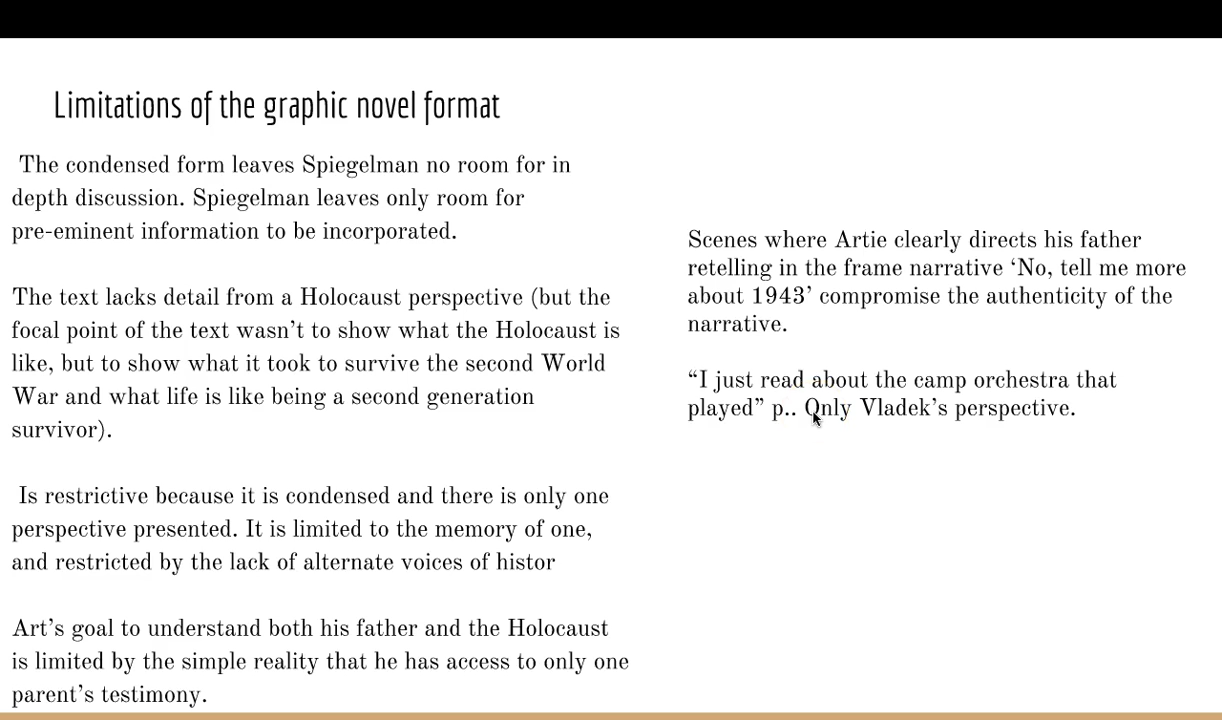 Limitations of the graphic novel format
The condensed form leaves Spiegelman no room for in
depth discussion. Spiegelman leaves only room for
pre-eminent information to be incorporated.
The text lacks detail from a Holocaust perspective (but the
focal point of the text wasn’t to show what the Holocaust is
like, but to show what it took to survive the second World
War and what life is like being a second generation
survivor).
Is restrictive because it is condensed and there is only one
perspective presented. It is limited to the memory of one,
and restricted by the lack of alternate voices of histor
Art’s goal to understand both his father and the Holocaust
is limited by the simple reality that he has access to only one
parent’s testimony.
Scenes where Artie clearly directs his father
retelling in the frame narrative ‘No, tell me more
about 1943’ compromise the authenticity of the
narrative.
“I just read about the camp orchestra that
played” p.. Only Vladek’s perspective.